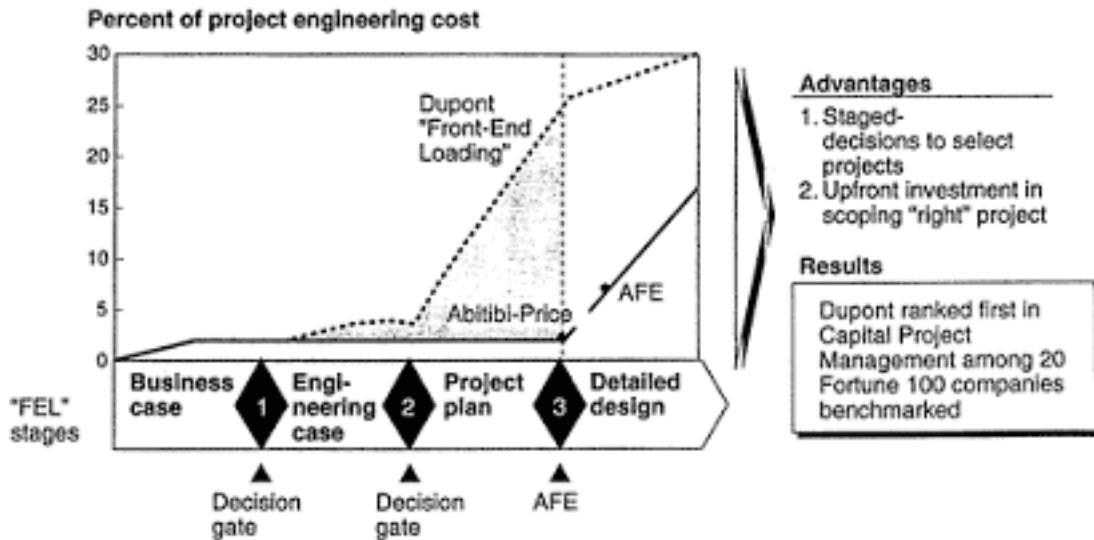 Percent of project engineering cost
30
25
20
15
10
5
0
Dupont
"Front-End
Loading"
Abitibi-Price
AFE
"FEL"
stages
Business
case
1
Engi-
neering
case
2
Project
plan
3
Detailed
design
Decision
gate
Decision
gate
AFE
Advantages
1. Staged-
decisions to select
projects
2. Upfront investment in
scoping "right" project
Results
Dupont ranked first in
Capital Project
Management among 20
Fortune 100 companies
benchmarked